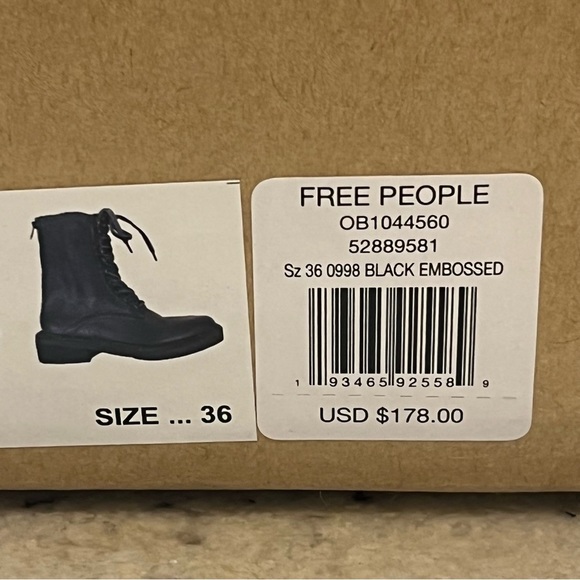 SIZE ... 36
FREE PEOPLE
OB1044560
52889581
Sz 36 0998 BLACK EMBOSSED
1 93465 92558 9
USD $178.00